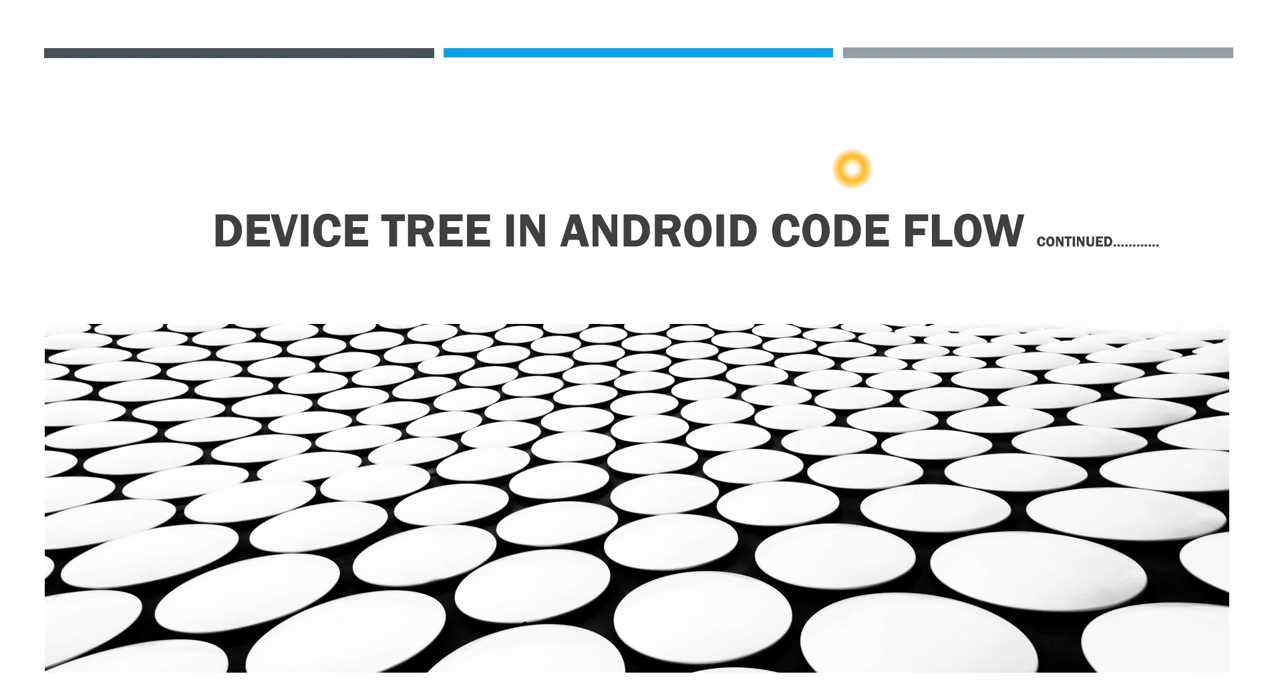 DEVICE TREE IN ANDROID CODE FLOW CONTINUED............